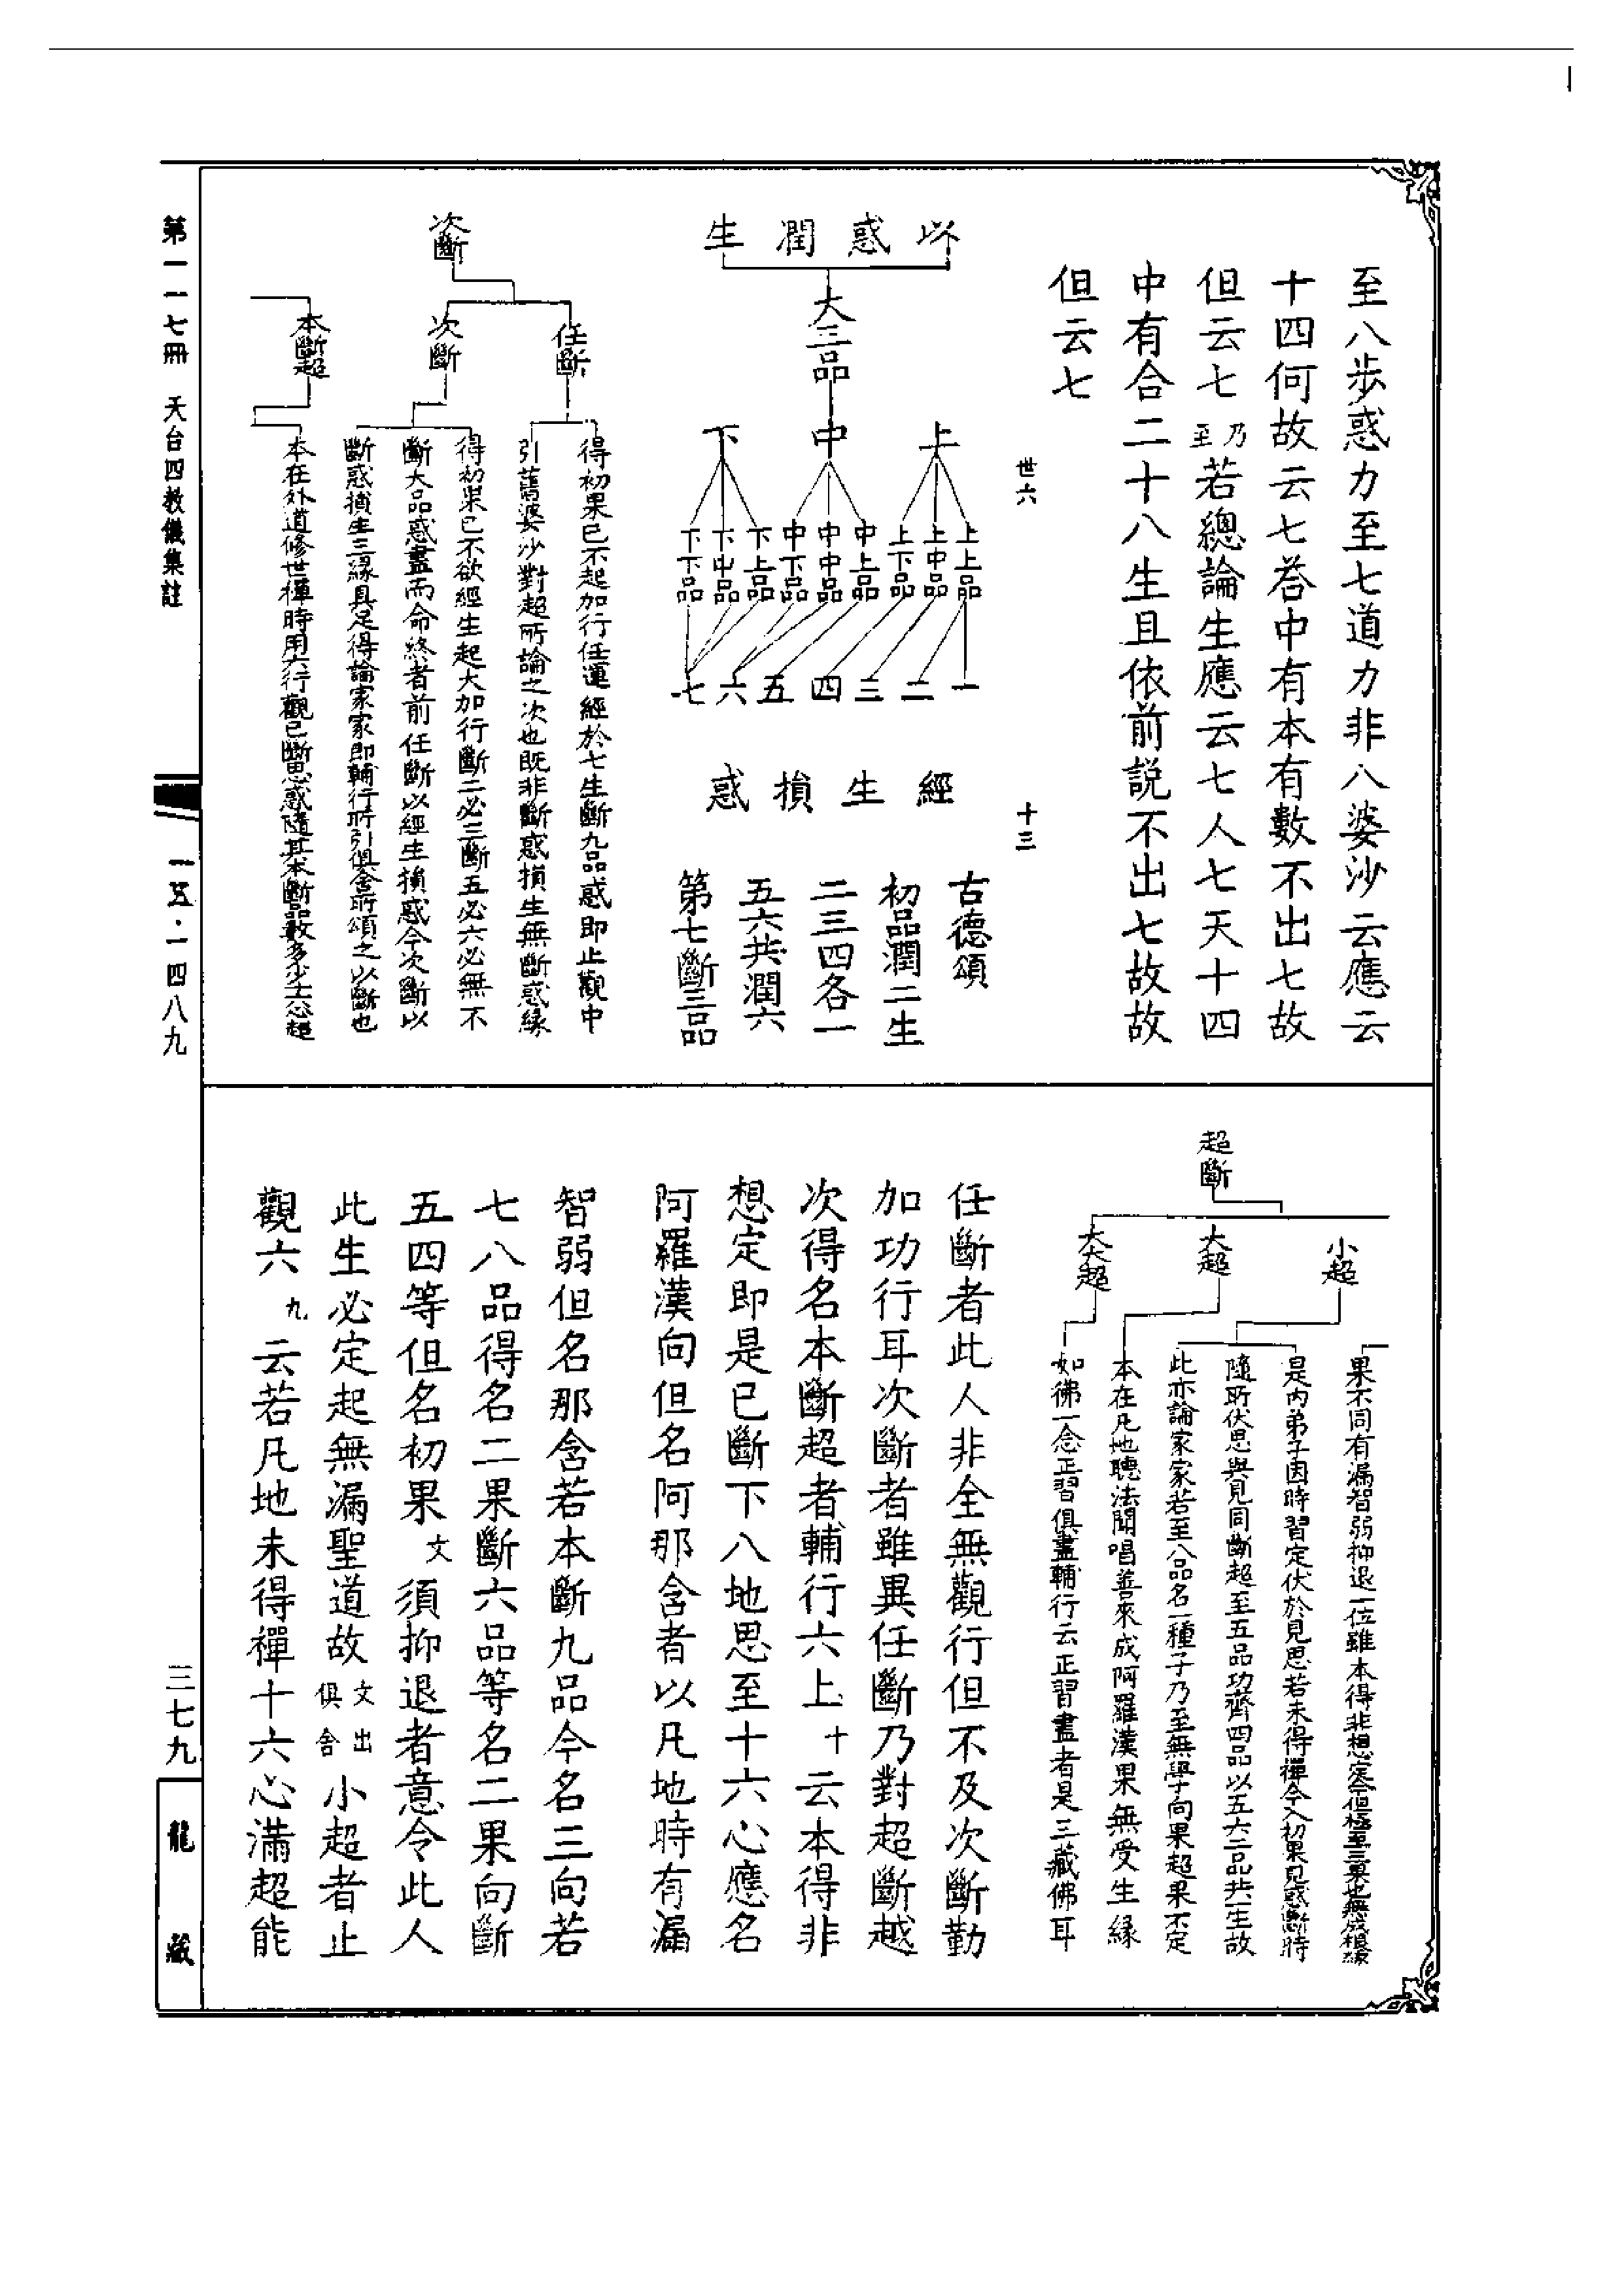 至八步惑力至七道力非八婆沙云應云
十四何故云七答中有本有數不出七故
但云七乃至若總論生應云七人七天十四
中有合二十八生且依前説不出七故故
但云七
世六
十三
以惑潤生
大三品
上
中
下
上上品
上中品
上下品
中上品
中中品
中下品
下上品
下中品
下下品
一
二
三
四
五
六
七
經生損惑
古德頌
初品潤二生
二三四各一
五六共潤六
第七斷三品
次斷
任斷
得初果已不起加行任運經於七生斷九品惑即止觀中
引舊婆沙對超所論之次也既非斷惑損生無斷惑緣
次斷
得初果已不欲經生起大加行斷二必三斷五必六必無不
斷大品惑盡而命終者前任斷以經生損惑今次斷以
斷惑損生三緣具足得論家家即輔行所引俱舍所頌之以斷也
本斷超
本在外道修世禪時用六行觀已斷思惑隨其本斷品數多少
第一一七冊 天台四教儀集註
一五·一四八九
超斷
果不同有漏智弱抑退一位雖本得非想定
小超
是內弟子因時習定伏於見思若未得禪今入初果見惑斷時
隨所伏思與見同斷超至五品功齊四品以五六二品共生故
此亦論家家若至八品名一種子乃至無學向果超果不定
大超
本在凡地聽法聞唱善來成阿羅漢果無受生緣
大大超
如佛一念正習俱盡輔行云正習盡者是三藏佛耳
任斷者此人非全無觀行但不及次斷勤
加功行耳次斷者雖異任斷乃對超斷越
次得名本斷超者輔行六上十云本得非
想定即是已斷下八地思至十六心應名
阿羅漢向但名阿那含者以凡地時有漏
智弱但名那含若本斷九品今名三向若
七八品得名二果斷六品等名二果向斷
五四等但名初果文須抑退者意令此人
此生必定起無漏聖道故文出俱舍小超者止
觀六九云若凡地未得禪十六心滿超能
三七九
龍藏